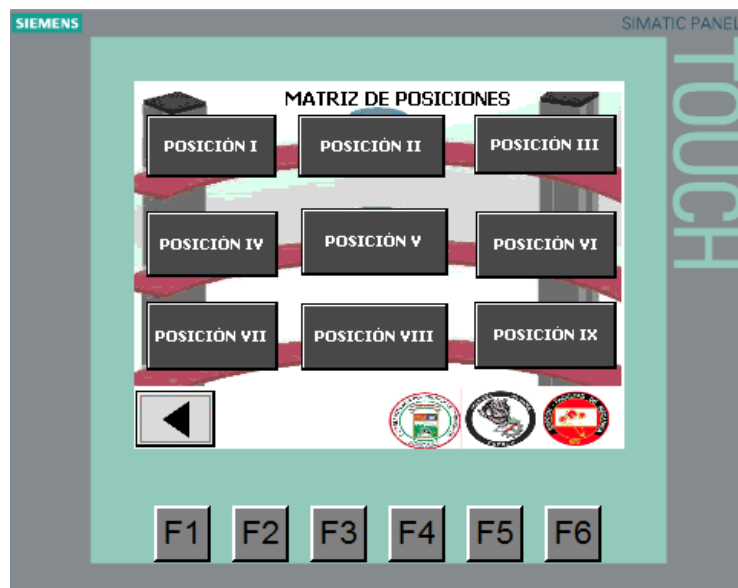 SIEMENS
SIMATIC PANEL
TOUCH
MATRIZ DE POSICIONES
POSICIÓN I
POSICIÓN II
POSICIÓN III
POSICIÓN IV
POSICIÓN V
POSICIÓN VI
POSICIÓN VII
POSICIÓN VIII
POSICIÓN IX
F1 F2 F3 F4 F5 F6